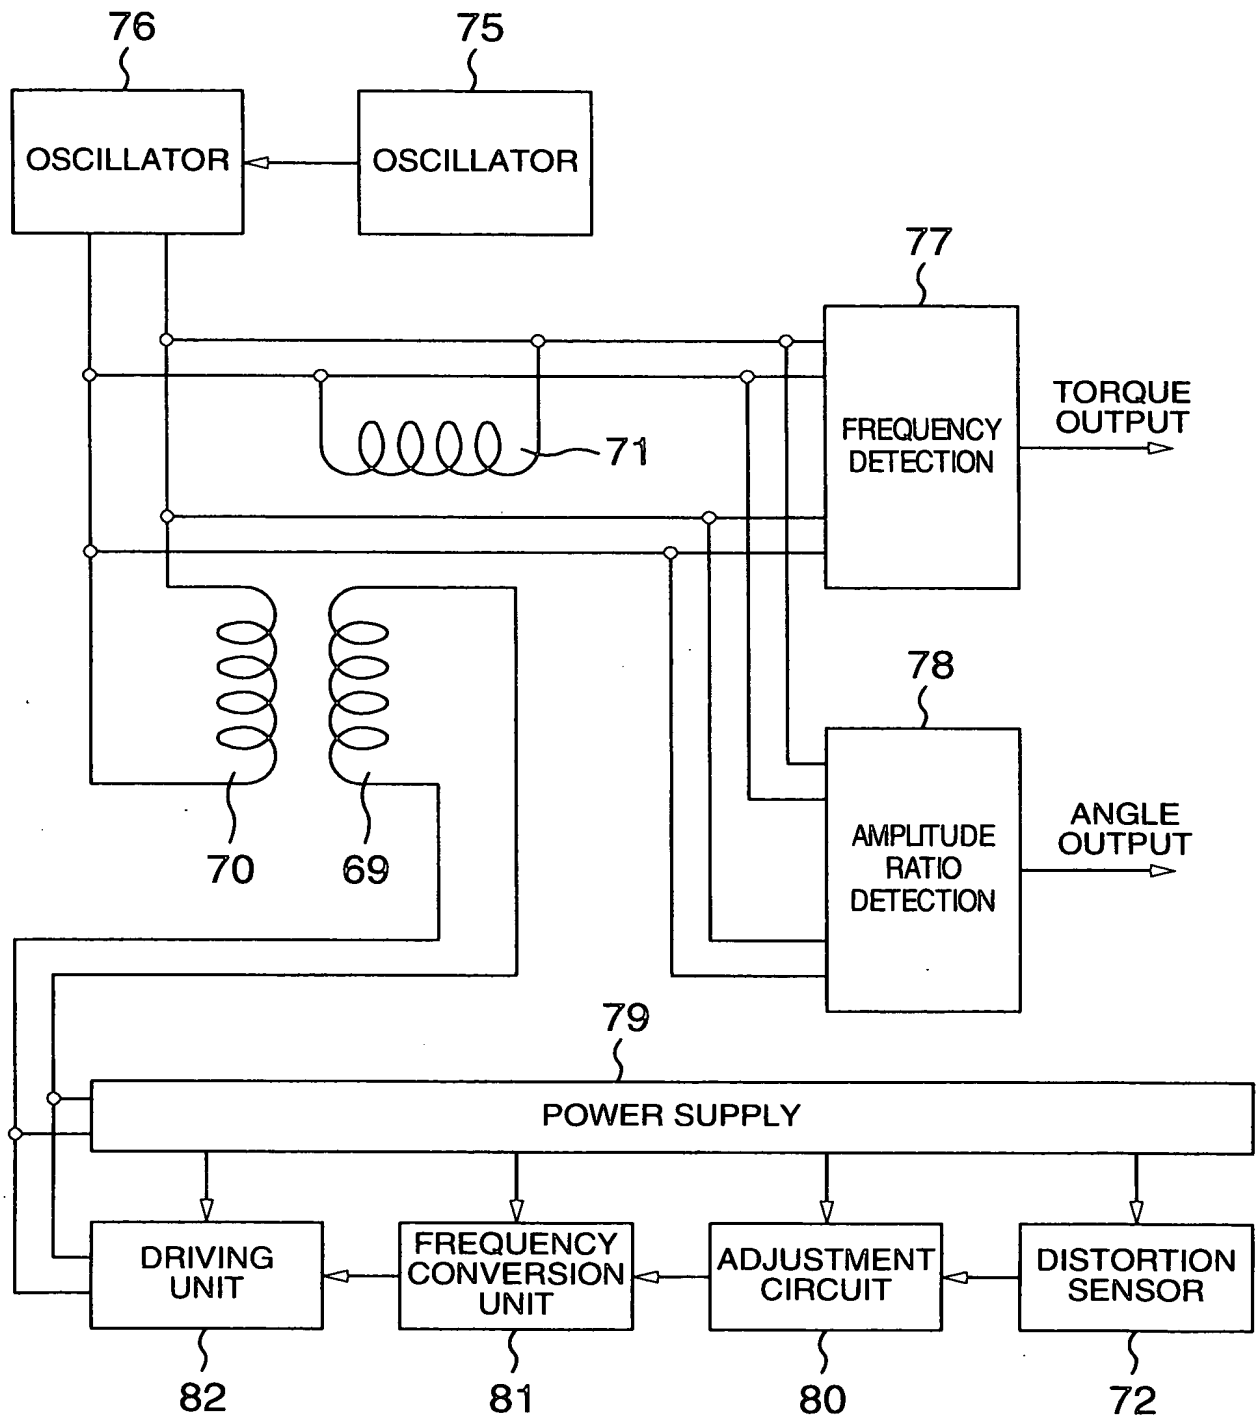 76
75
OSCILLATOR
OSCILLATOR
77
FREQUENCY
DETECTION
TORQUE
OUTPUT
71
78
AMPLITUDE
RATIO
DETECTION
ANGLE
OUTPUT
70
69
79
POWER SUPPLY
DRIVING
UNIT
FREQUENCY
CONVERSION
UNIT
ADJUSTMENT
CIRCUIT
DISTORTION
SENSOR
82
81
80
72